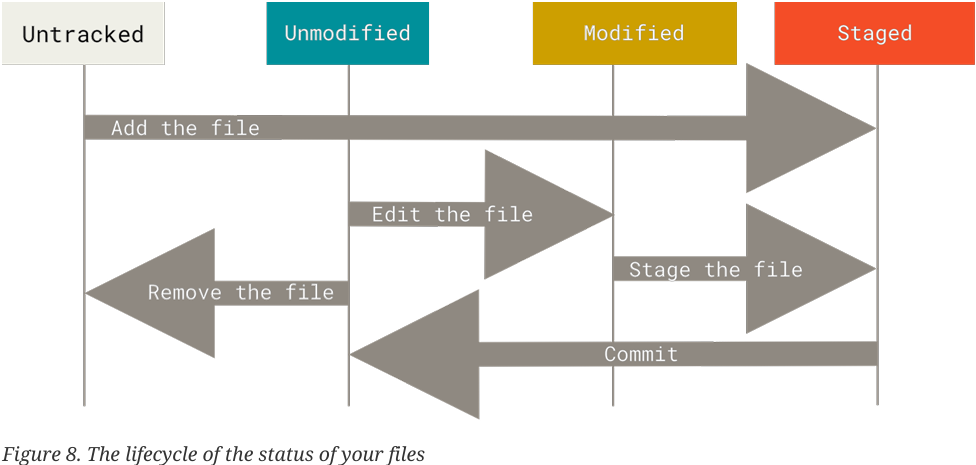 Untracked
Unmodified
Modified
Staged
Add the file
Edit the file
Stage the file
Remove the file
Commit
Figure 8. The lifecycle of the status of your files